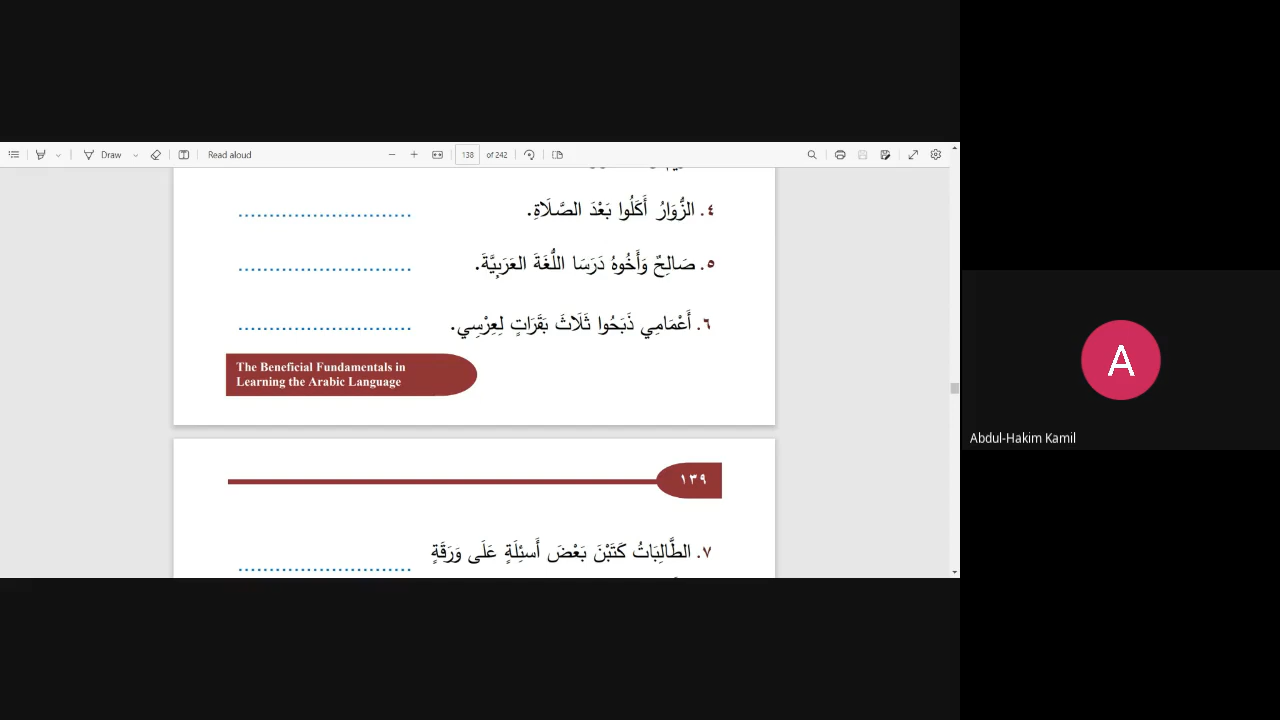 Draw
Read aloud
138 of 242
٤. الزُّوَارُ أَكَلُوا بَعْدَ الصَّلَاةِ. ..............................
٥. صَالِحٌ وَأَخُوهُ دَرَسَا اللُّغَةَ العَرَبِيَّةَ. ..............................
٦. أَعْمَامِي ذَبَحُوا ثَلَاثَ بَقَرَاتٍ لِعِرْسِي. ..............................
The Beneficial Fundamentals in
Learning the Arabic Language
١٣٩
٧. الطَّالِبَاتُ كَتَبْنَ بَعْضَ أَسئِلَةٍ عَلَى وَرَقَةٍ ..............................
A
Abdul-Hakim Kamil